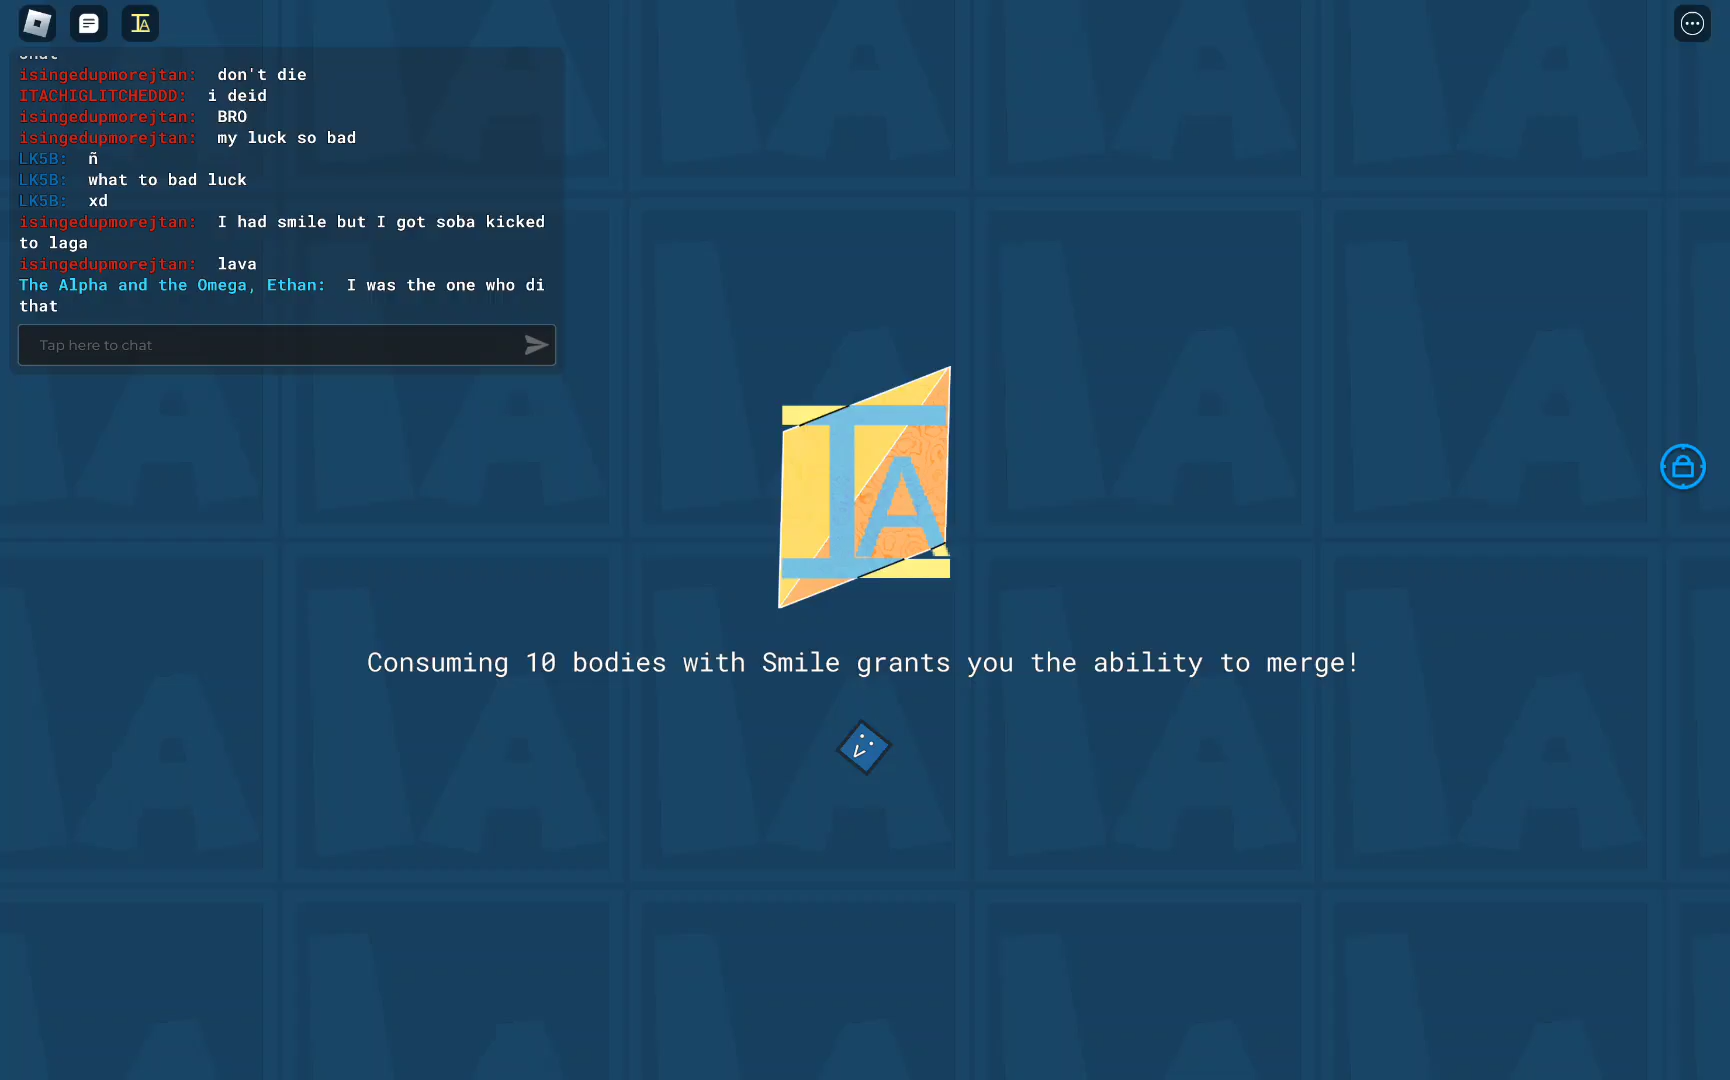 isingedupmorejtan: don't die
ITACHIGLITCHEDDD: i deid
isingedupmorejtan: BRO
isingedupmorejtan: my luck so bad
LK5B: ñ
LK5B: what to bad luck
LK5B: xd
isingedupmorejtan: I had smile but I got soba kicked
to laga
isingedupmorejtan: lava
The Alpha and the Omega, Ethan: I was the one who di
that
Tap here to chat
IA
Consuming 10 bodies with Smile grants you the ability to merge!